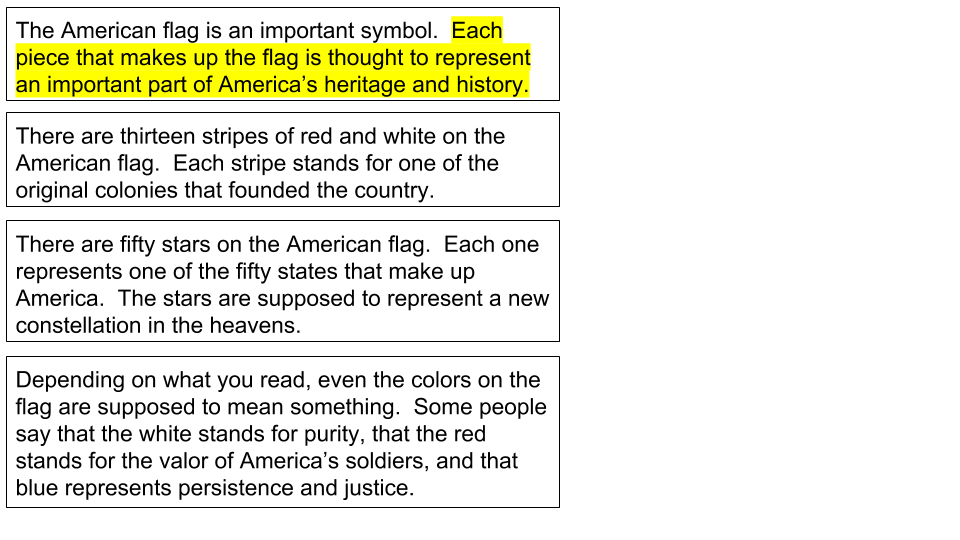 The American flag is an important symbol.  Each
piece that makes up the flag is thought to represent
an important part of America’s heritage and history.
There are thirteen stripes of red and white on the
American flag.  Each stripe stands for one of the
original colonies that founded the country.
There are fifty stars on the American flag.  Each one
represents one of the fifty states that make up
America.  The stars are supposed to represent a new
constellation in the heavens.
Depending on what you read, even the colors on the
flag are supposed to mean something.  Some people
say that the white stands for purity, that the red
stands for the valor of America’s soldiers, and that
blue represents persistence and justice.